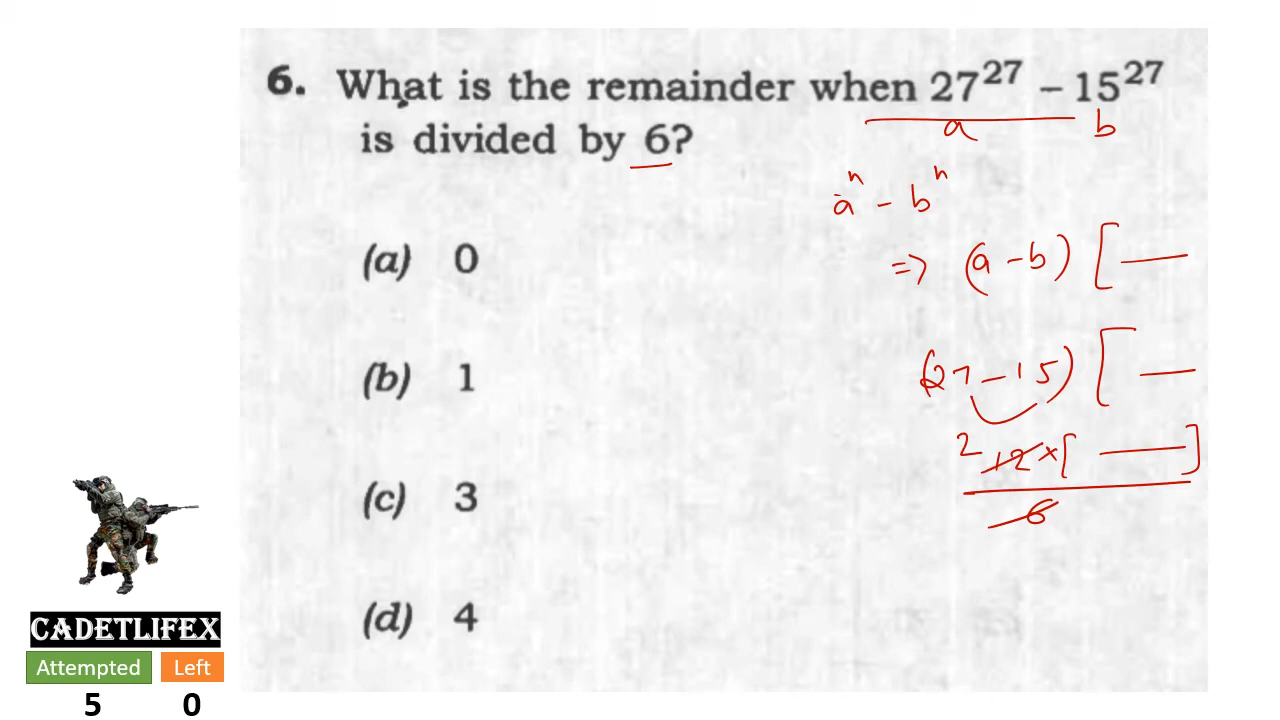 6. What is the remainder when 27^27 – 15^27
is divided by 6?
a b
a^n - b^n
=> (a - b) [ —
(a) 0
(b) 1
(27 - 15) [ —
2 12 × [ — ]
6
(c) 3
(d) 4
CADETLIFEX
Attempted Left
5 0